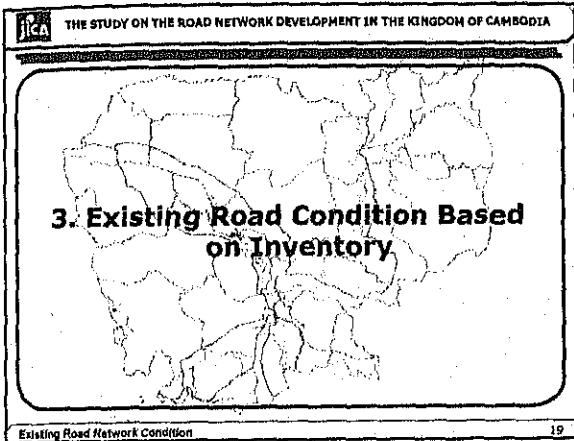 jICA
THE STUDY ON THE ROAD NETWORK DEVELOPMENT IN THE KINGDOM OF CAMBODIA
3. Existing Road Condition Based
on Inventory
Existing Road Network Condition
19